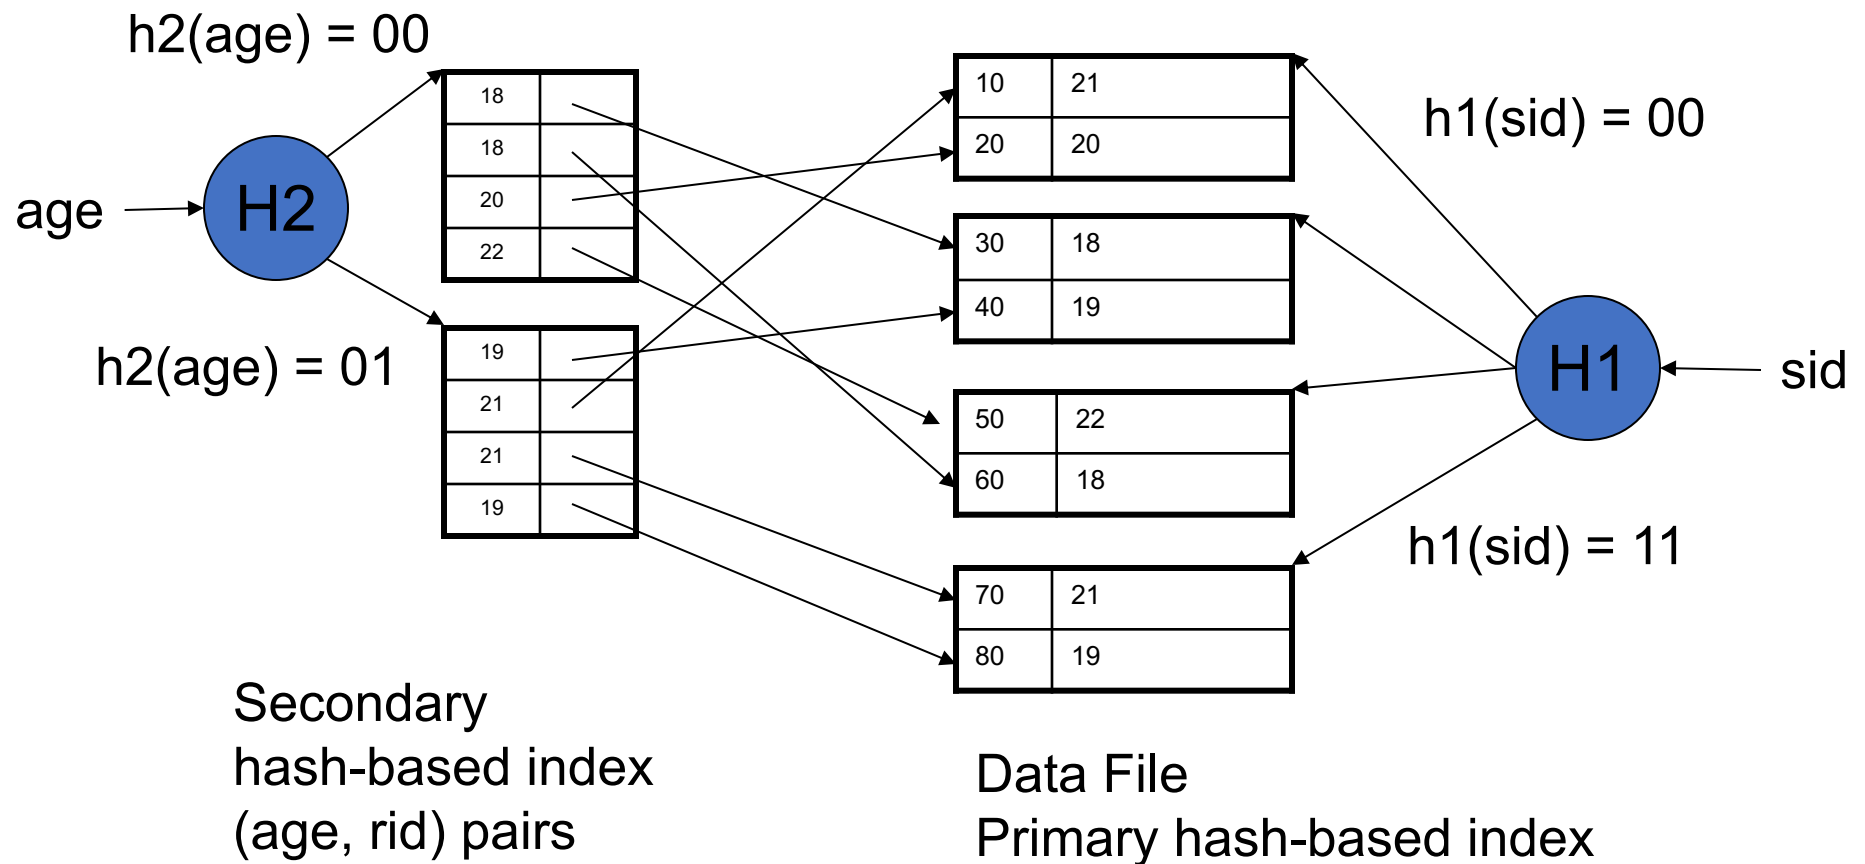 h2(age) = 00
age
H2
h2(age) = 01
18
18
20
22
19
21
21
19
10 21
20 20
30 18
40 19
50 22
60 18
70 21
80 19
h1(sid) = 00
H1
sid
h1(sid) = 11
Secondary
hash-based index
(age, rid) pairs
Data File
Primary hash-based index